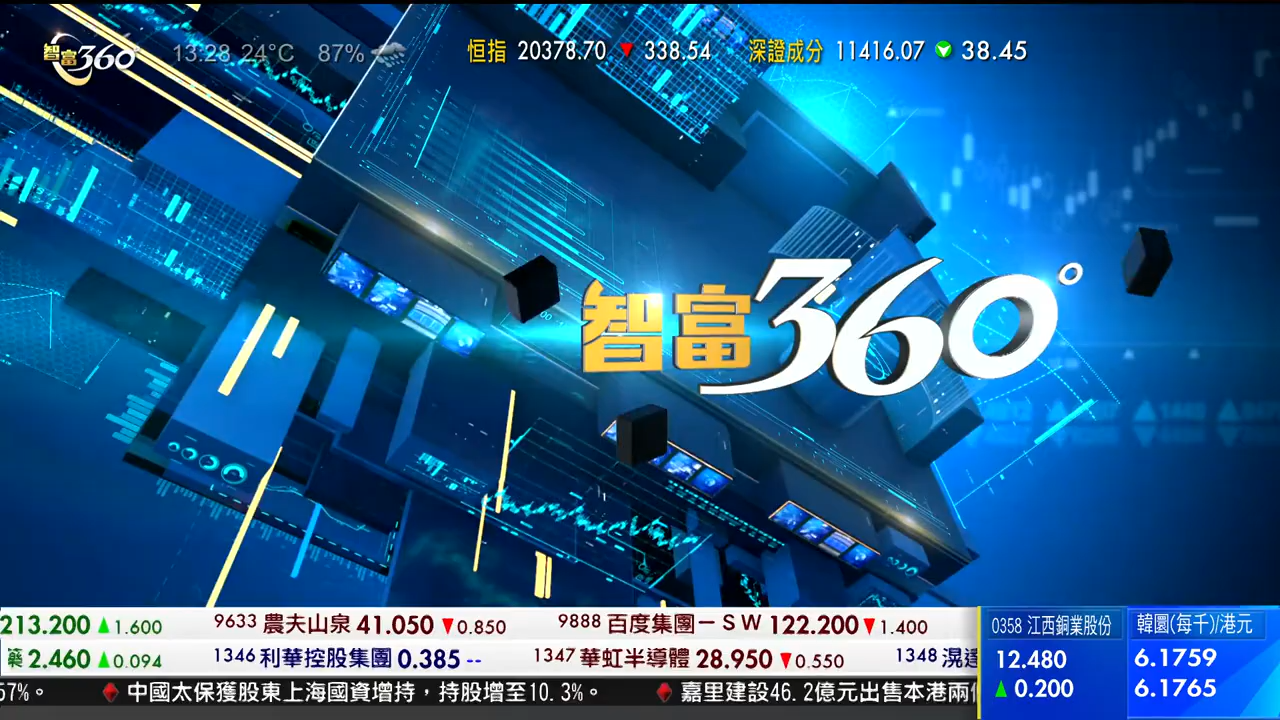 智富360°
13:28 24°C 87%
恒指 20378.70 ▼ 338.54 深證成分 11416.07 38.45
智富360°
213.200 ▲1.600 9633 農夫山泉 41.050 ▼0.850 9888 百度集團－ＳＷ 122.200 ▼1.400
藥 2.460 ▲0.094 1346 利華控股集團 0.385 -- 1347 華虹半導體 28.950 ▼0.550 1348 滉達
57%。 ◆ 中國太保獲股東上海國資增持，持股增至10.3%。 ◆ 嘉里建設46.2億元出售本港兩
0358 江西銅業股份
12.480
▲ 0.200
韓圜(每千)/港元
6.1759
6.1765